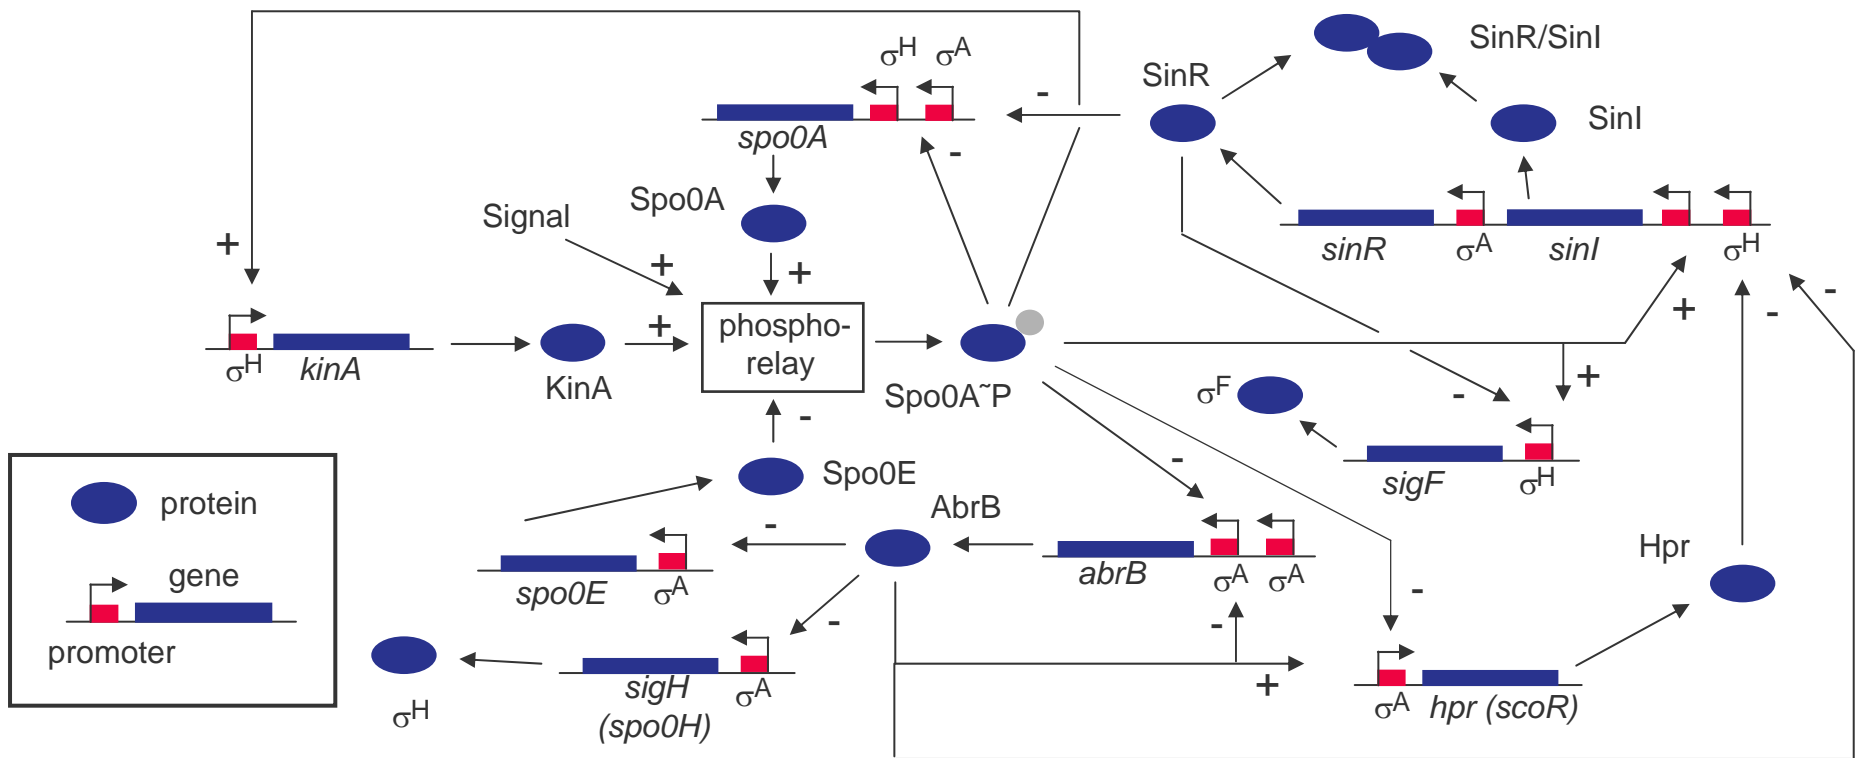 σH σA
SinR/SinI
SinR
-
SinI
spo0A
-
Spo0A
Signal
+
+
+
sinR σA sinI σH
+
-
-
phospho-
relay
+
σH kinA
KinA
Spo0A~P
+
-
σF
-
sigF σH
Spo0E
-
AbrB
-
protein
gene
promoter
spo0E σA
abrB σA σA
Hpr
-
-
-
+
sigH
(spo0H)
σA
σH
σA hpr (scoR)